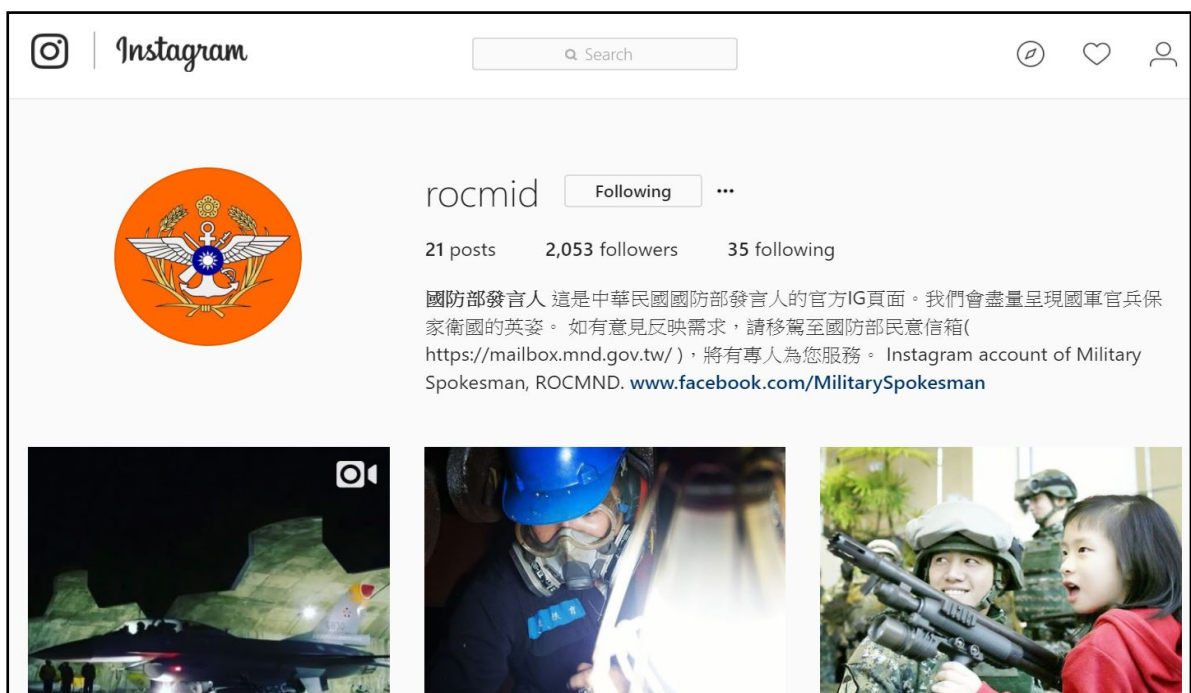 Instagram
Search
rocmid Following
21 posts 2,053 followers 35 following
國防部發言人 這是中華民國國防部發言人的官方IG頁面。我們會盡量呈現國軍官兵保
家衛國的英姿。 如有意見反映需求，請移駕至國防部民意信箱(
https://mailbox.mnd.gov.tw/ )，將有專人為您服務。 Instagram account of Military
Spokesman, ROCMND. www.facebook.com/MilitarySpokesman